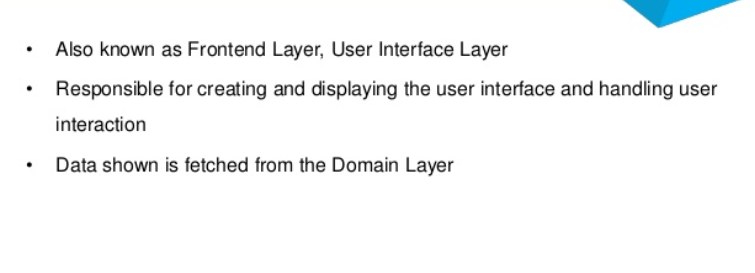 • Also known as Frontend Layer, User Interface Layer
• Responsible for creating and displaying the user interface and handling user
interaction
• Data shown is fetched from the Domain Layer